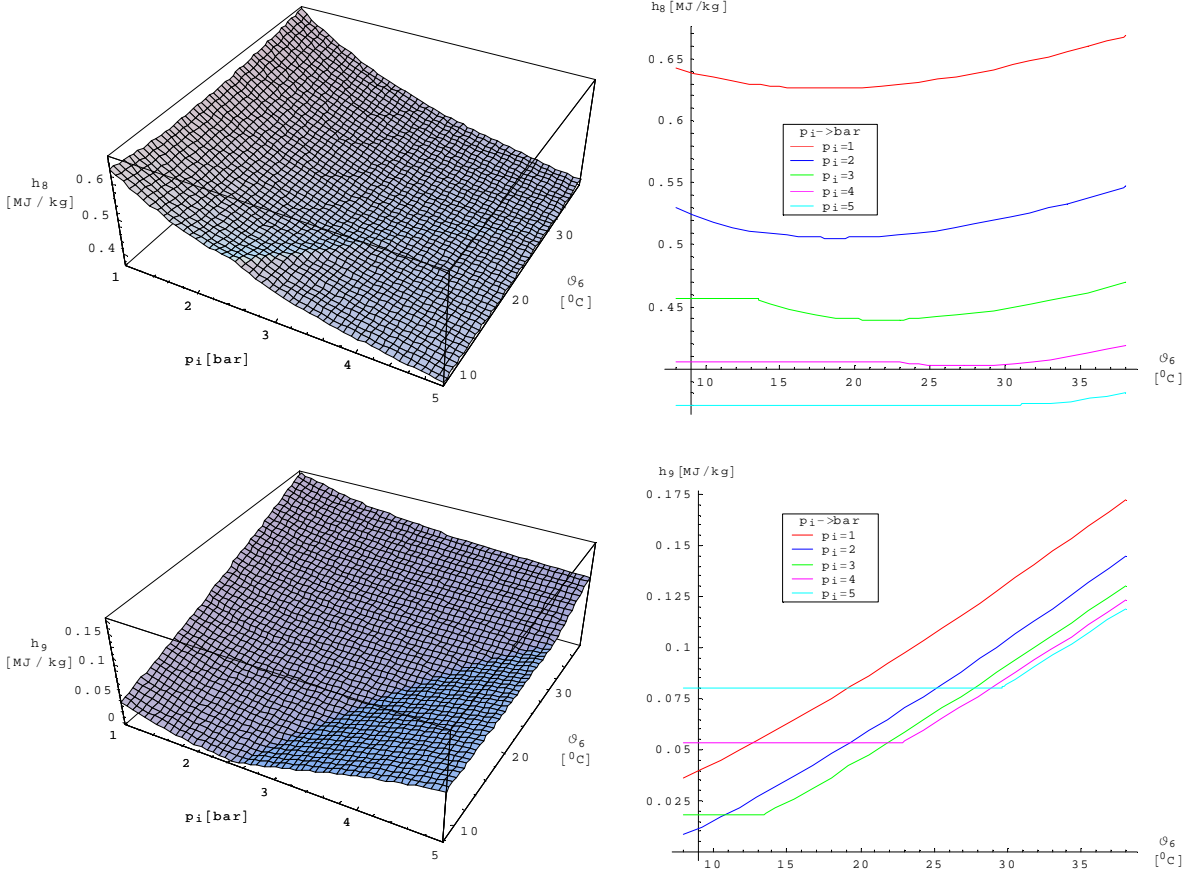 h8
[MJ/kg]
0.6
0.5
0.4
1
2
3
4
5
pi[bar]
10
20
30
ϑ6
[⁰C]
h8[MJ/kg]
0.65
0.6
0.55
0.5
0.45
pi->bar
pi=1
pi=2
pi=3
pi=4
pi=5
10 15 20 25 30 35
ϑ6
[⁰C]
h9
[MJ/kg]
0.15
0.1
0.05
0
1
2
3
4
5
pi[bar]
10
20
30
ϑ6
[⁰C]
h9[MJ/kg]
0.175
0.15
0.125
0.1
0.075
0.05
0.025
pi->bar
pi=1
pi=2
pi=3
pi=4
pi=5
10 15 20 25 30 35
ϑ6
[⁰C]